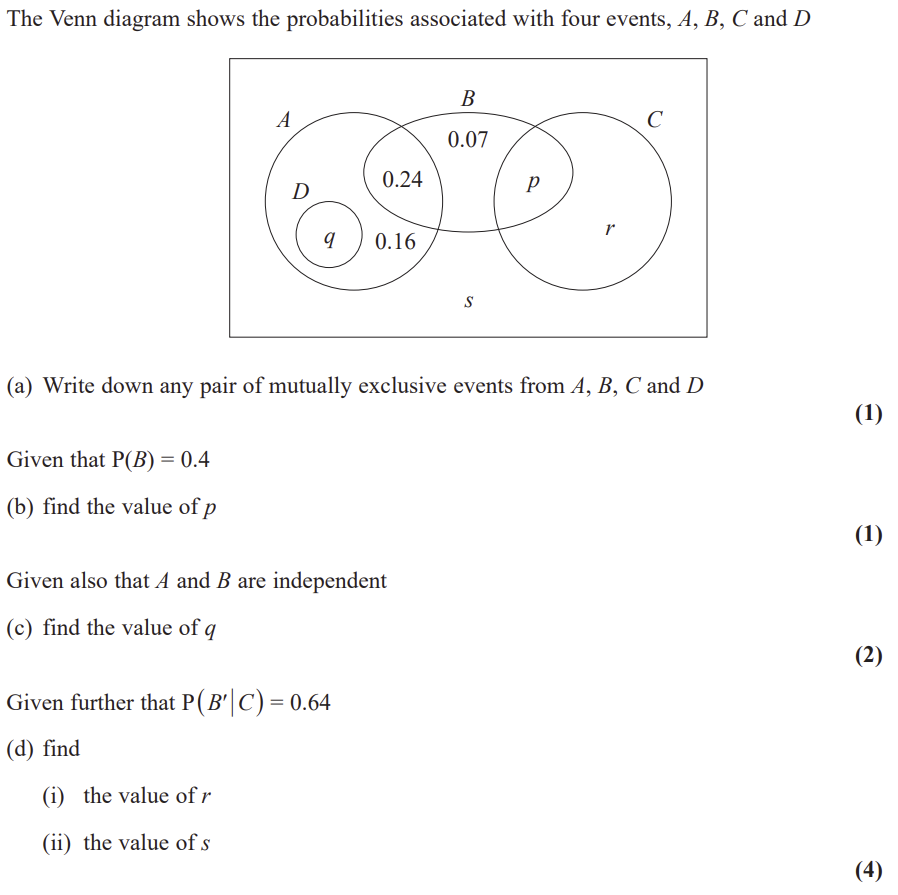 The Venn diagram shows the probabilities associated with four events, A, B, C and D
B
A
C
0.07
0.24
p
D
r
q
0.16
s
(a) Write down any pair of mutually exclusive events from A, B, C and D
(1)
Given that P(B) = 0.4
(b) find the value of p
(1)
Given also that A and B are independent
(c) find the value of q
(2)
Given further that P(B′|C) = 0.64
(d) find
(i) the value of r
(ii) the value of s
(4)